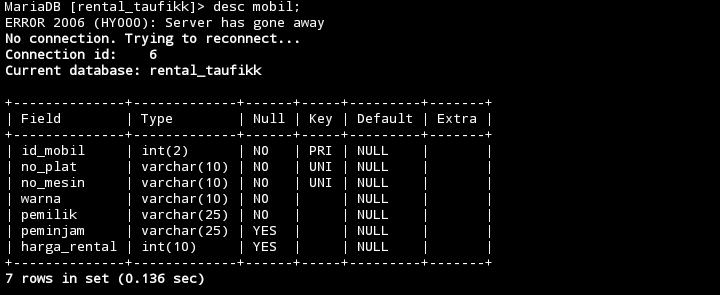 MariaDB [rental_taufikk]> desc mobil;
ERROR 2006 (HY000): Server has gone away
No connection. Trying to reconnect...
Connection id:    6
Current database: rental_taufikk

+--------------+-------------+------+-----+---------+-------+
| Field        | Type        | Null | Key | Default | Extra |
+--------------+-------------+------+-----+---------+-------+
| id_mobil     | int(2)      | NO   | PRI | NULL    |       |
| no_plat      | varchar(10) | NO   | UNI | NULL    |       |
| no_mesin     | varchar(10) | NO   | UNI | NULL    |       |
| warna        | varchar(10) | NO   |     | NULL    |       |
| pemilik      | varchar(25) | NO   |     | NULL    |       |
| peminjam     | varchar(25) | YES  |     | NULL    |       |
| harga_rental | int(10)     | YES  |     | NULL    |       |
+--------------+-------------+------+-----+---------+-------+
7 rows in set (0.136 sec)